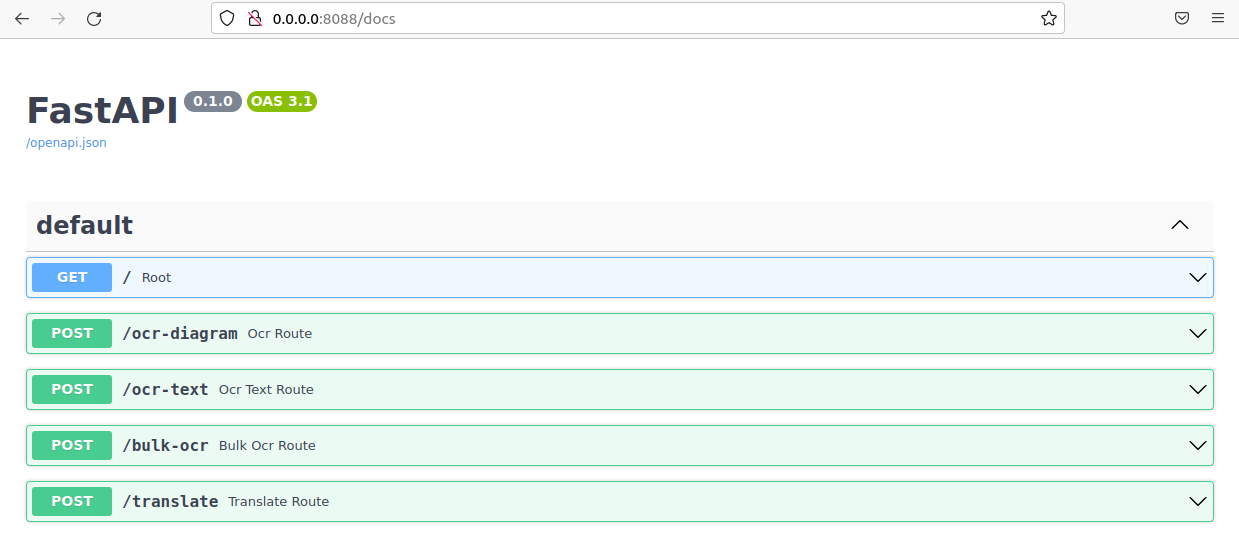 0.0.0.0:8088/docs
FastAPI 0.1.0 OAS 3.1
/openapi.json
default
GET / Root
POST /ocr-diagram Ocr Route
POST /ocr-text Ocr Text Route
POST /bulk-ocr Bulk Ocr Route
POST /translate Translate Route